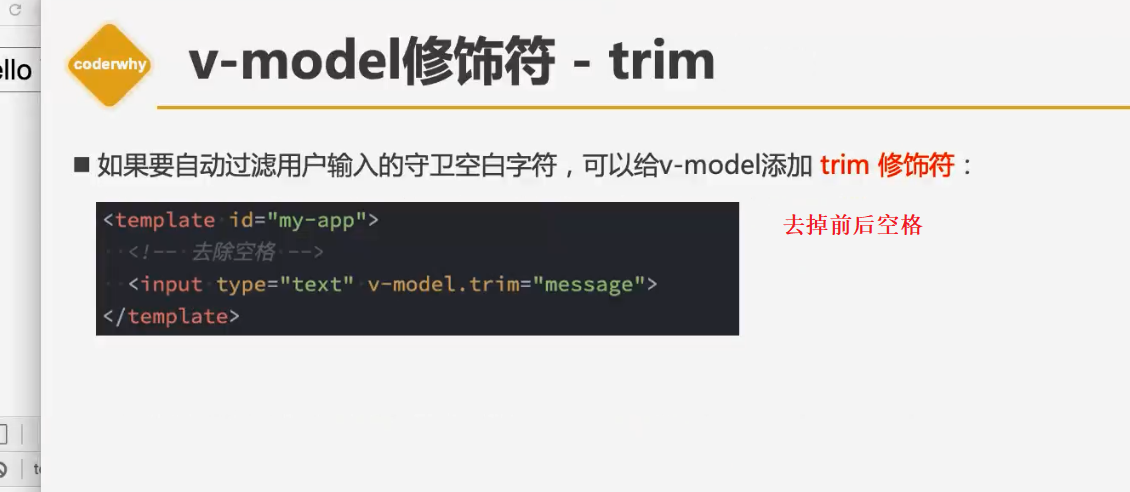 coderwhy
v-model修饰符 - trim
ello
■ 如果要自动过滤用户输入的守卫空白字符，可以给v-model添加 trim 修饰符：
<template id="my-app">
<!-- 去除空格 -->
<input type="text" v-model.trim="message">
</template>
去掉前后空格